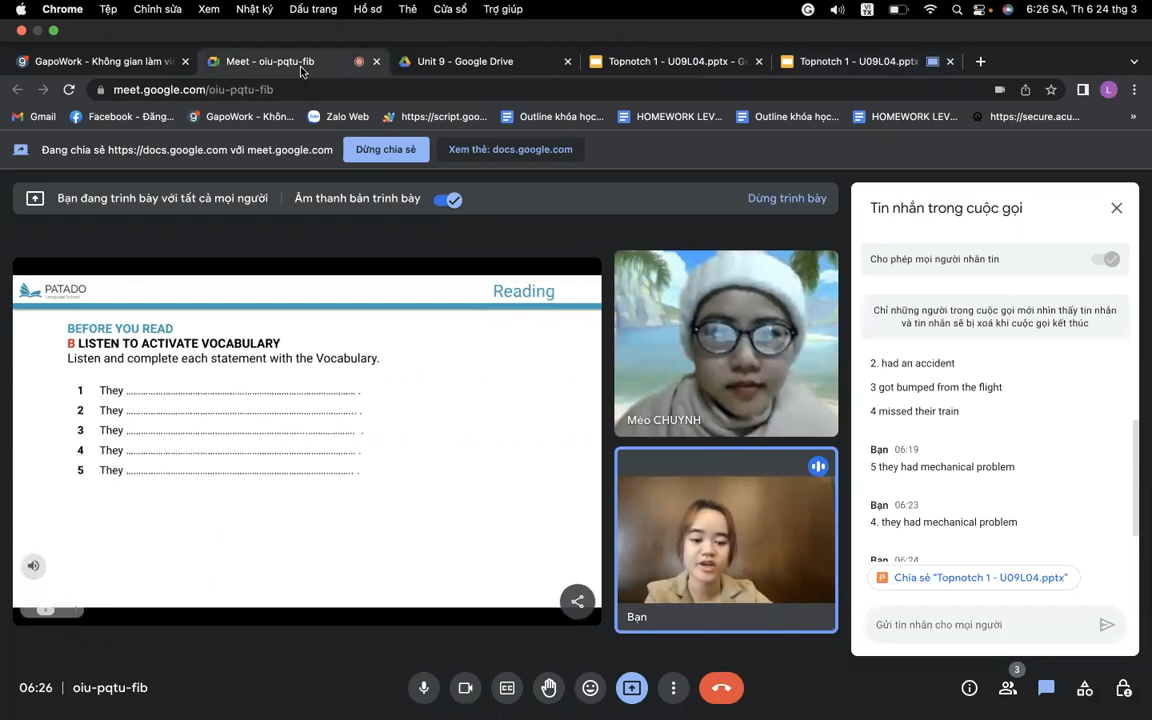 Chrome Tệp Chỉnh sửa Xem Nhật ký Dấu trang Hồ sơ Thẻ Cửa sổ Trợ giúp VI TX 6:26 SA, Th 6 24 thg 3
GapoWork - Không gian làm vi Meet - oiu-pqtu-fib Unit 9 - Google Drive Topnotch 1 - U09L04.pptx - G Topnotch 1 - U09L04.pptx
meet.google.com/oiu-pqtu-fib L
Gmail Facebook - Đăng... GapoWork - Khôn... Zalo Web https://script.goo... Outline khóa học... HOMEWORK LEV... Outline khóa học... HOMEWORK LEV... https://secure.acu... »
Đang chia sẻ https://docs.google.com với meet.google.com Dừng chia sẻ Xem thẻ: docs.google.com
Bạn đang trình bày với tất cả mọi người Âm thanh bản trình bày Dừng trình bày
PATADO
Language School
Reading
BEFORE YOU READ
B LISTEN TO ACTIVATE VOCABULARY
Listen and complete each statement with the Vocabulary.
1 They ............................................................ .
2 They ............................................................ .
3 They ............................................................ .
4 They ............................................................ .
5 They ............................................................ .
Mèo CHUYNH
Bạn
Tin nhắn trong cuộc gọi
Cho phép mọi người nhắn tin
Chỉ những người trong cuộc gọi mới nhìn thấy tin nhắn
và tin nhắn sẽ bị xoá khi cuộc gọi kết thúc
2. had an accident
3 got bumped from the flight
4 missed their train
Bạn 06:19
5 they had mechanical problem
Bạn 06:23
4. they had mechanical problem
Bạn 06:24
Chia sẻ "Topnotch 1 - U09L04.pptx"
Gửi tin nhắn cho mọi người
06:26 | oiu-pqtu-fib
3